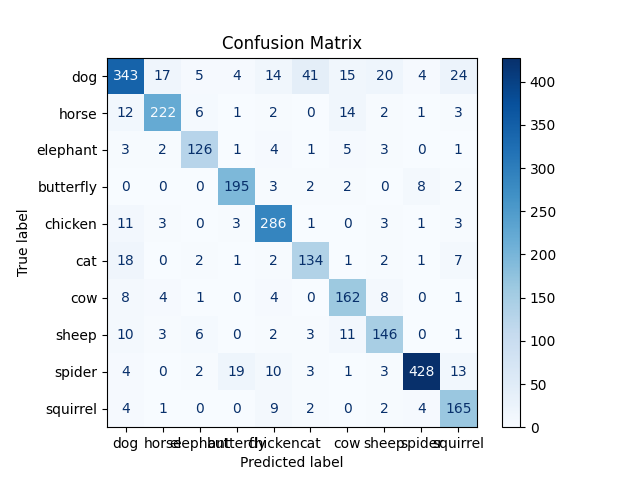 Confusion Matrix
dog 343 17 5 4 14 41 15 20 4 24
horse 12 222 6 1 2 0 14 2 1 3
elephant 3 2 126 1 4 1 5 3 0 1
butterfly 0 0 0 195 3 2 2 0 8 2
chicken 11 3 0 3 286 1 0 3 1 3
cat 18 0 2 1 2 134 1 2 1 7
cow 8 4 1 0 4 0 162 8 0 1
sheep 10 3 6 0 2 3 11 146 0 1
spider 4 0 2 19 10 3 1 3 428 13
squirrel 4 1 0 0 9 2 0 2 4 165
dog horse elephant butterfly chicken cat cow sheep spider squirrel
Predicted label
True label
400
350
300
250
200
150
100
50
0